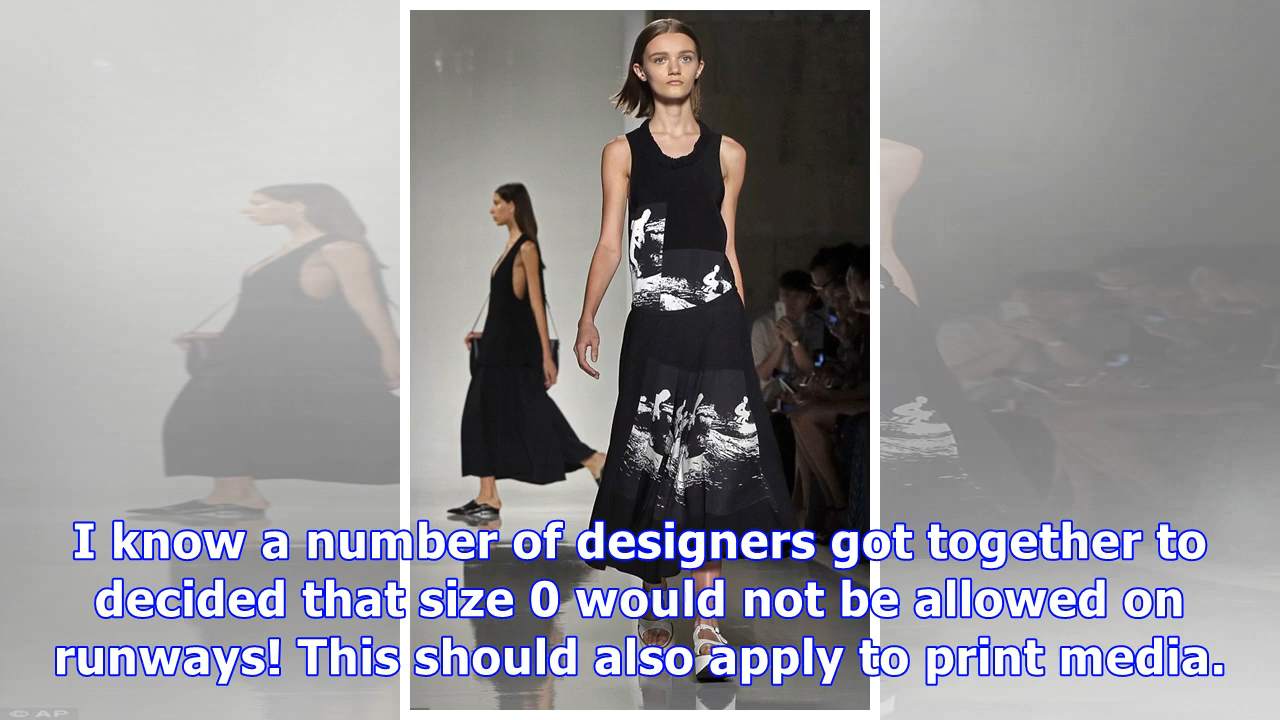 I know a number of designers got together to
decided that size 0 would not be allowed on
runways! This should also apply to print media.
© AP